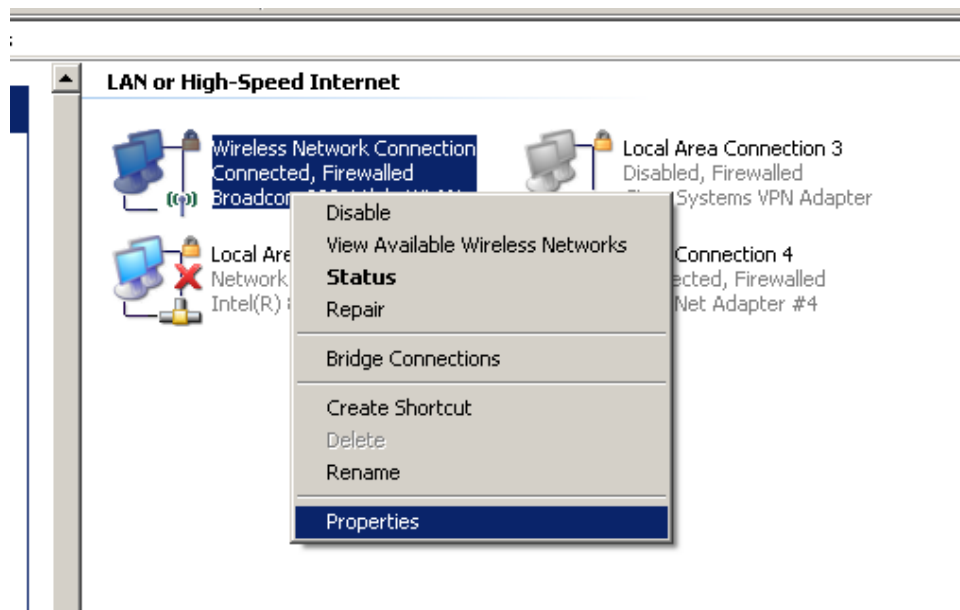 LAN or High-Speed Internet
Wireless Network Connection
Connected, Firewalled
Local Area Connection 3
Disabled, Firewalled
Systems VPN Adapter
Disable
View Available Wireless Networks
Status
Repair
Bridge Connections
Create Shortcut
Delete
Rename
Properties
Local Are
Network
Intel(R)
Connection 4
ected, Firewalled
Net Adapter #4